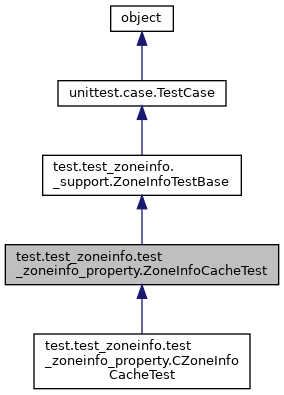 object
unittest.case.TestCase
test.test_zoneinfo.
_support.ZoneInfoTestBase
test.test_zoneinfo.test
_zoneinfo_property.ZoneInfoCacheTest
test.test_zoneinfo.test
_zoneinfo_property.CZoneInfo
CacheTest